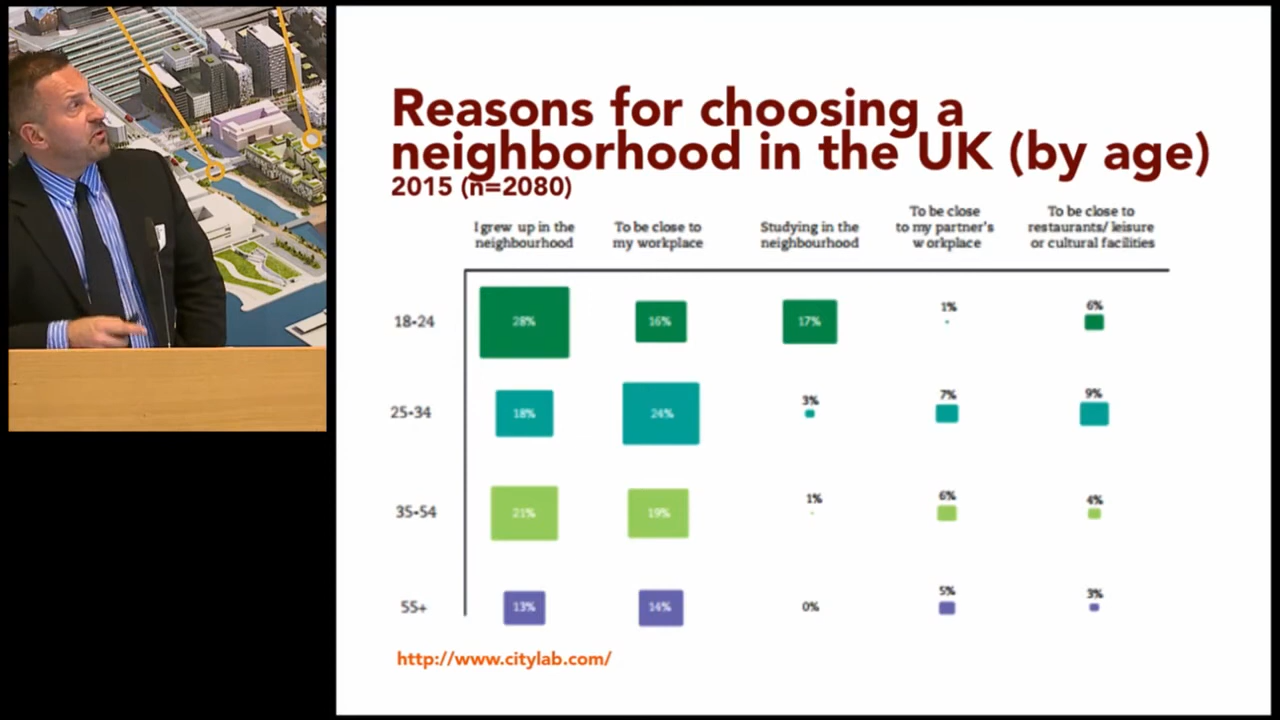 Reasons for choosing a
neighborhood in the UK (by age)
2015 (n=2080)
I grew up in the
neighbourhood
To be close to
my workplace
Studying in the
neighbourhood
To be close
to my partner's
workplace
To be close to
restaurants/ leisure
or cultural facilities
18-24
28%
16%
17%
1%
6%
25-34
18%
24%
3%
7%
9%
35-54
21%
19%
1%
6%
4%
55+
13%
14%
0%
5%
3%
http://www.citylab.com/